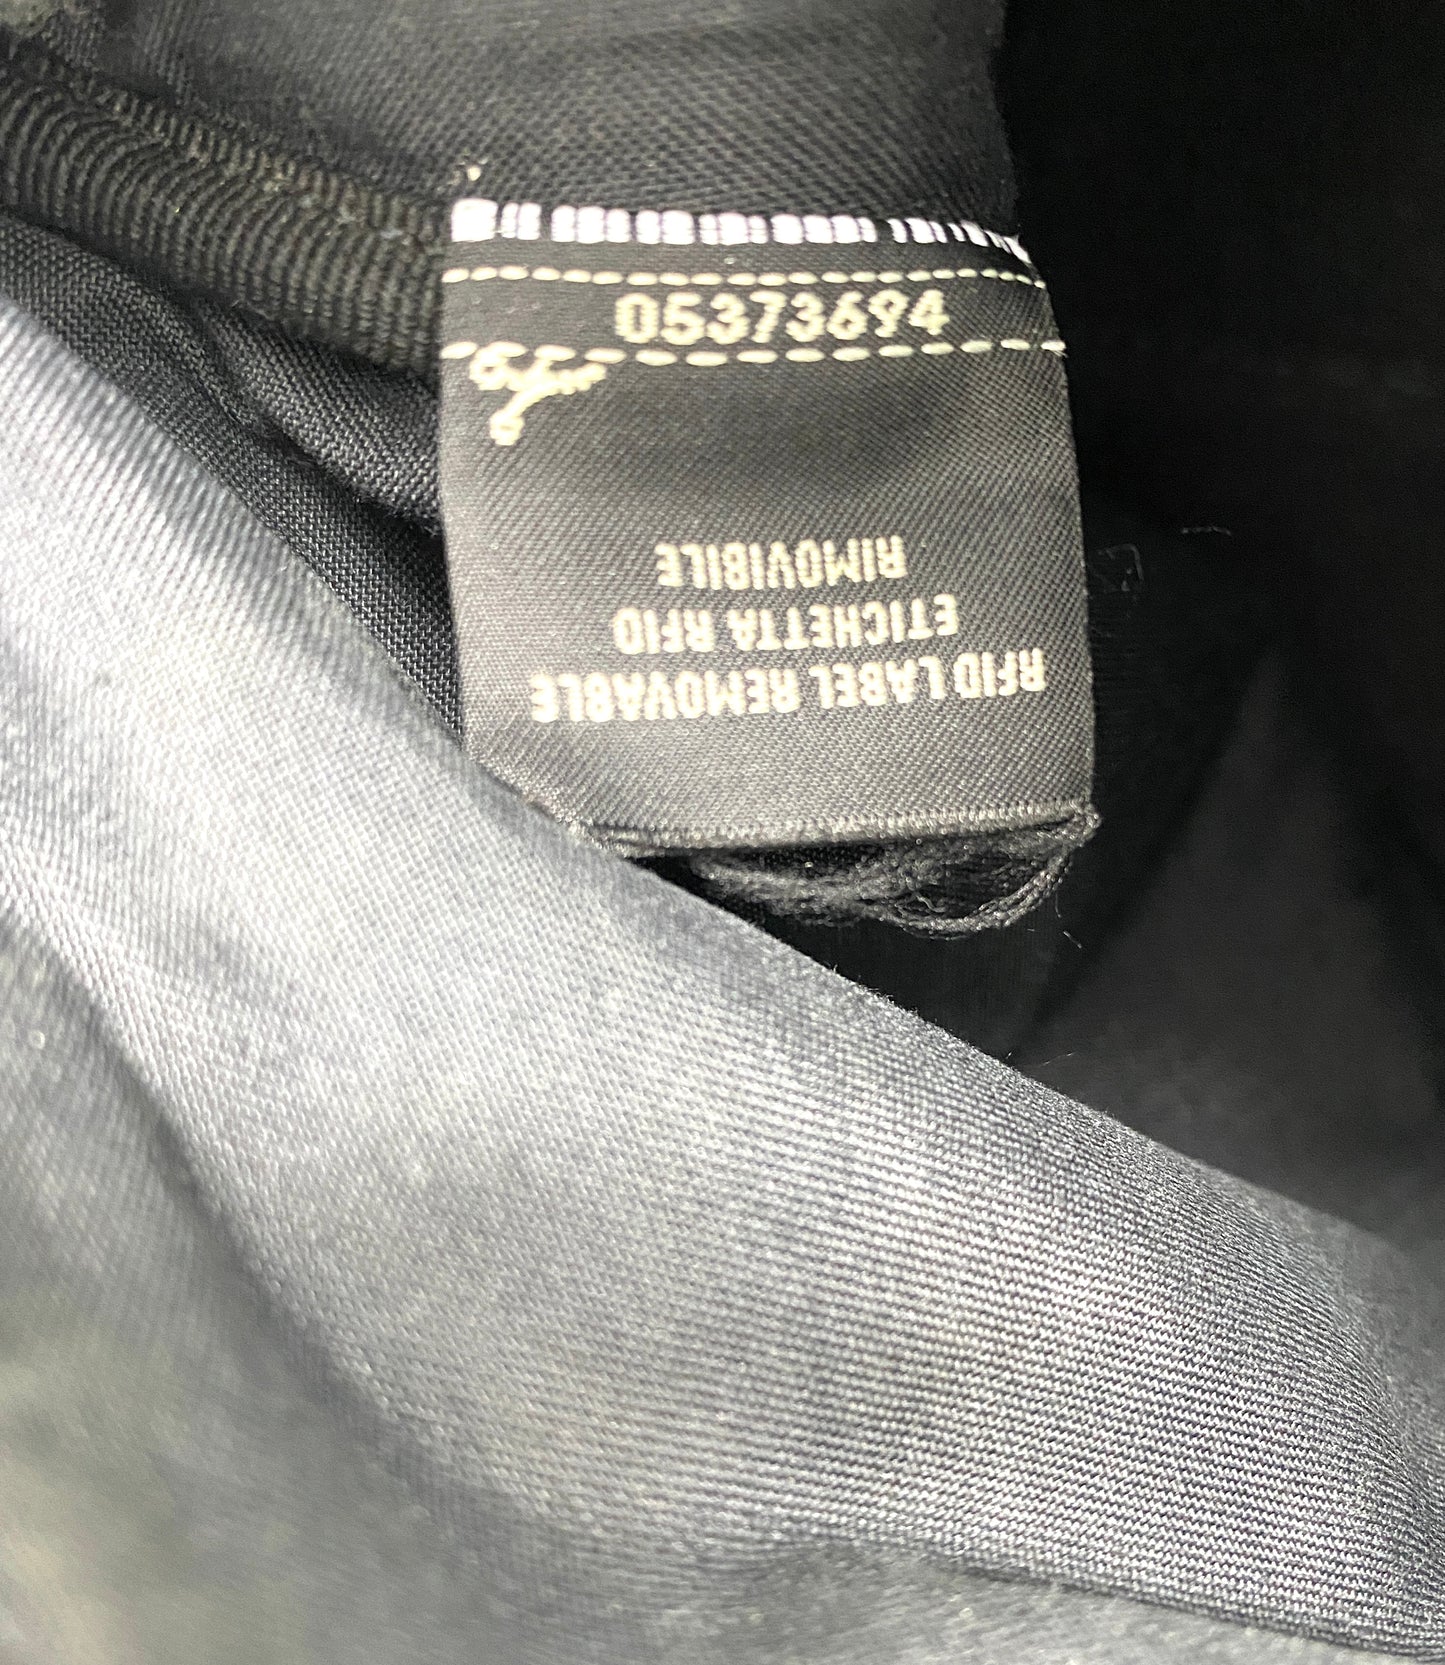 05373694
RFID LABEL REMOVABLE
ETICHETTA RFID
RIMOVIBILE